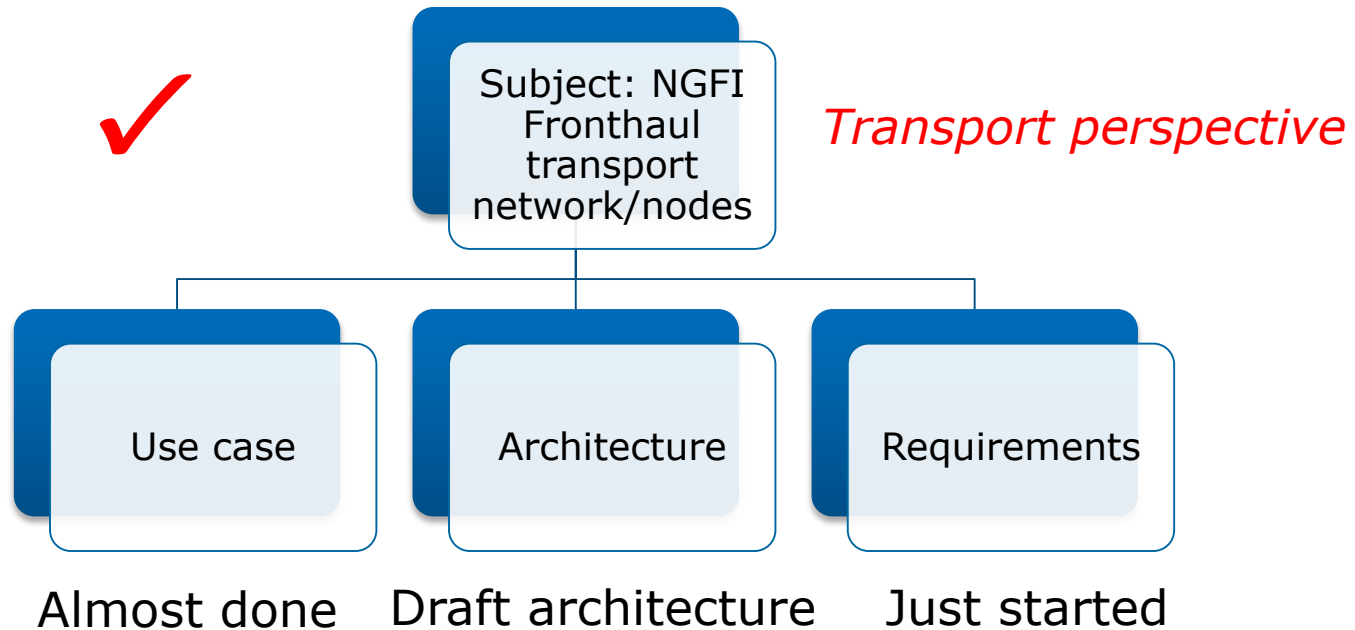 Subject: NGFI
Fronthaul
transport
network/nodes
Transport perspective
Use case
Architecture
Requirements
Almost done
Draft architecture
Just started